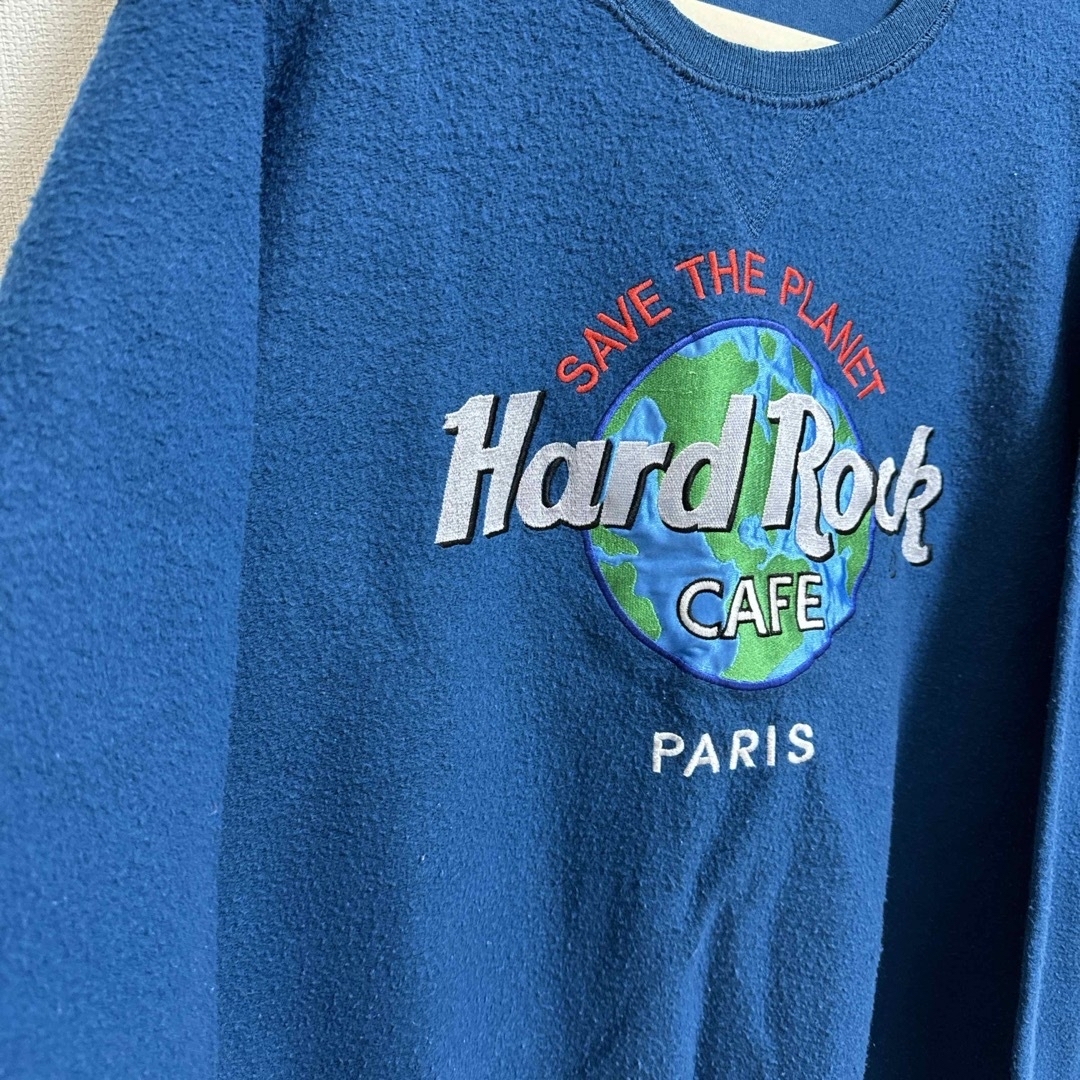 SAVE THE PLANET
Hard Rock
CAFE
PARIS